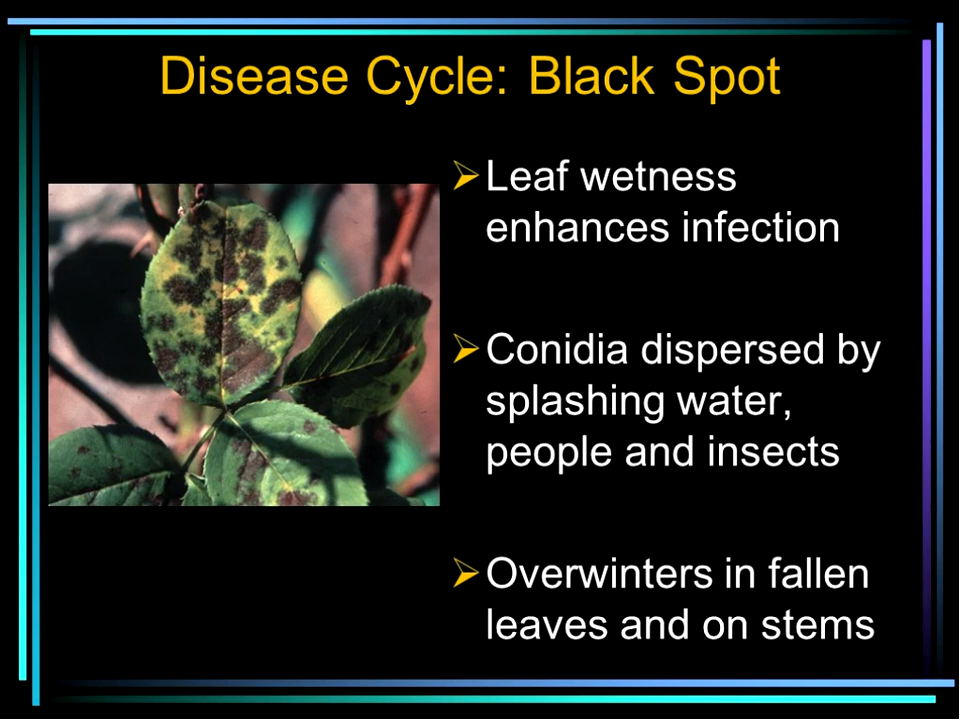 Disease Cycle: Black Spot
➢Leaf wetness
enhances infection
➢Conidia dispersed by
splashing water,
people and insects
➢Overwinters in fallen
leaves and on stems